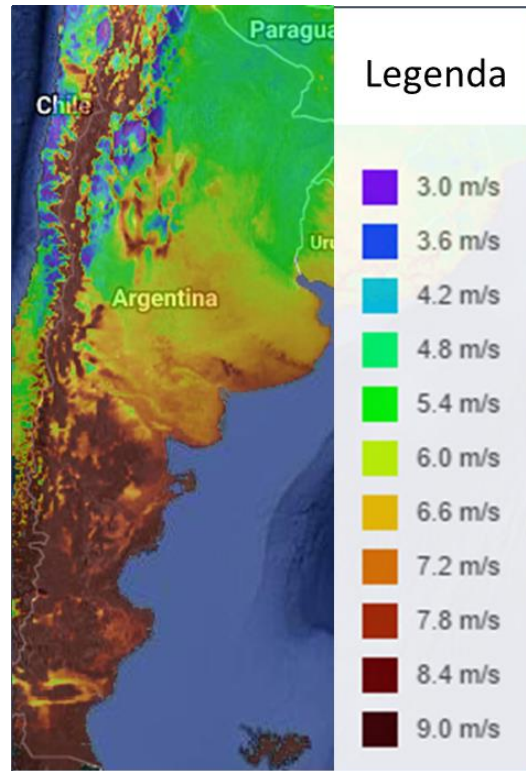 Paragua
Legenda
Chile
3.0 m/s
Uru
3.6 m/s
Argentina
4.2 m/s
4.8 m/s
5.4 m/s
6.0 m/s
6.6 m/s
7.2 m/s
7.8 m/s
8.4 m/s
9.0 m/s